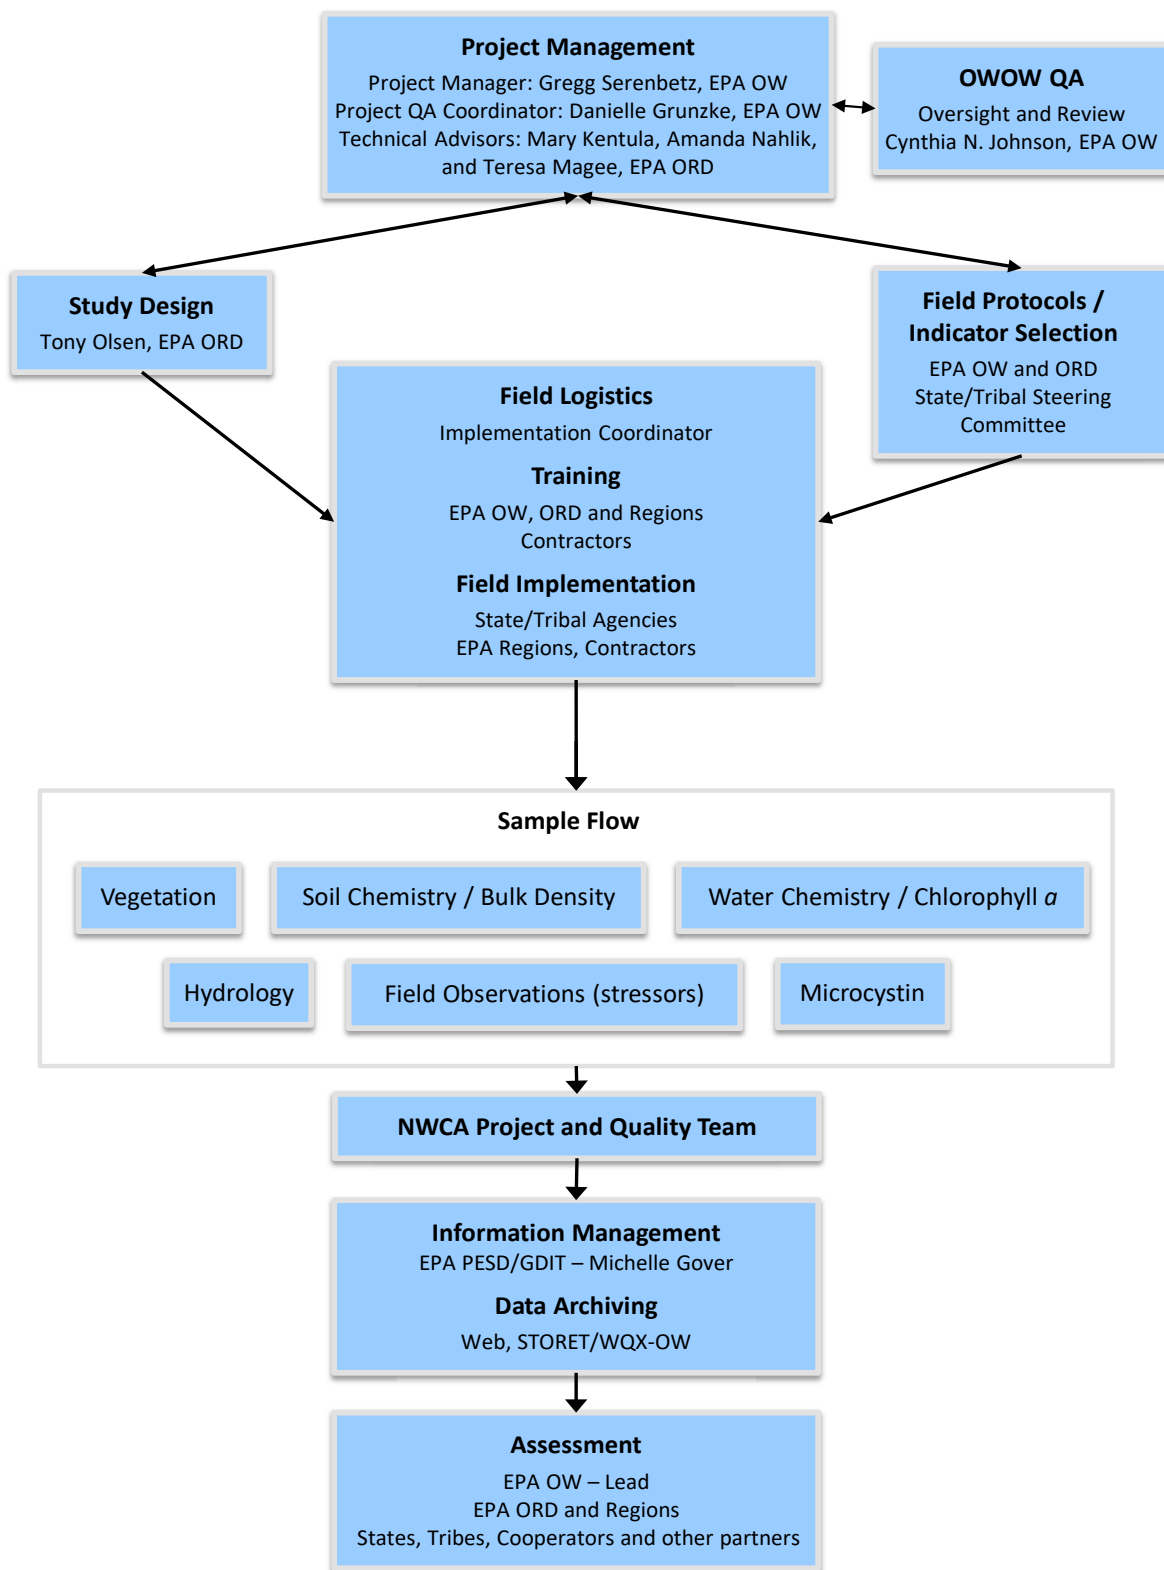 Project Management
Project Manager: Gregg Serenbetz, EPA OW
Project QA Coordinator: Danielle Grunzke, EPA OW
Technical Advisors: Mary Kentula, Amanda Nahlik,
and Teresa Magee, EPA ORD
OWOW QA
Oversight and Review
Cynthia N. Johnson, EPA OW
Study Design
Tony Olsen, EPA ORD
Field Protocols /
Indicator Selection
EPA OW and ORD
State/Tribal Steering
Committee
Field Logistics
Implementation Coordinator
Training
EPA OW, ORD and Regions
Contractors
Field Implementation
State/Tribal Agencies
EPA Regions, Contractors
Sample Flow
Vegetation
Soil Chemistry / Bulk Density
Water Chemistry / Chlorophyll a
Hydrology
Field Observations (stressors)
Microcystin
NWCA Project and Quality Team
Information Management
EPA PESD/GDIT – Michelle Gover
Data Archiving
Web, STORET/WQX-OW
Assessment
EPA OW – Lead
EPA ORD and Regions
States, Tribes, Cooperators and other partners